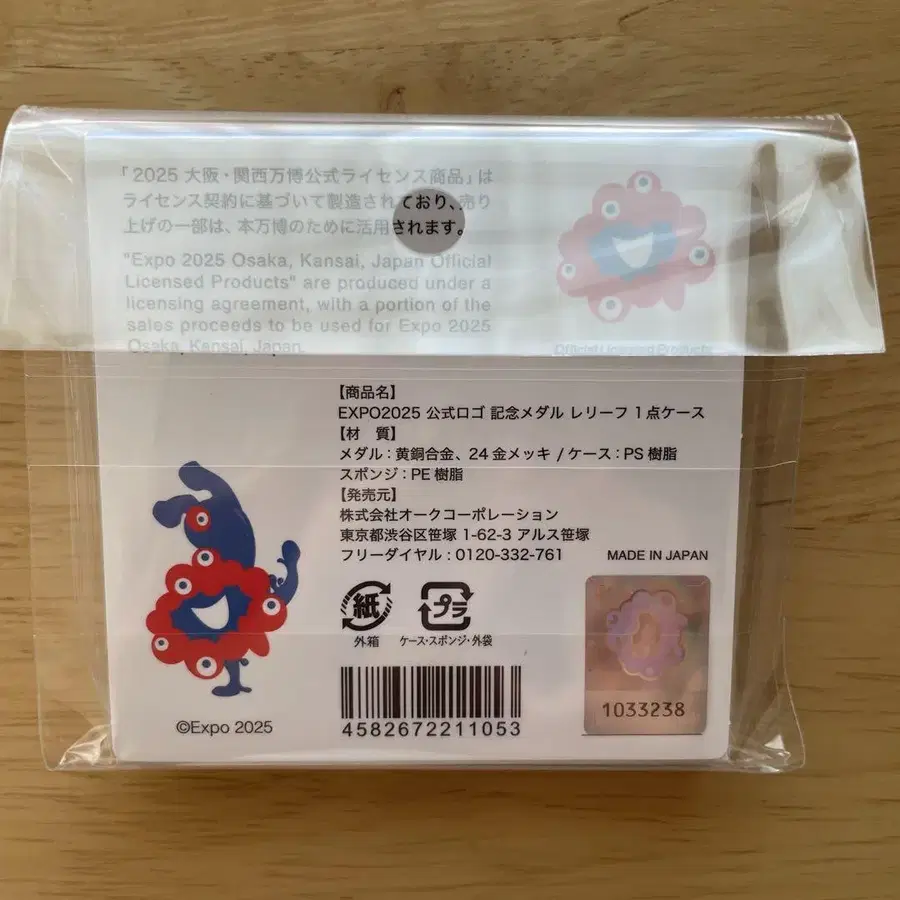 「2025 大阪・関西万博公式ライセンス商品」は
ライセンス契約に基づいて製造されており、売り
上げの一部は、本万博のために活用されます。
"Expo 2025 Osaka, Kansai, Japan Official
Licensed Products" are produced under a
licensing agreement, with a portion of the
sales proceeds to be used for Expo 2025
Osaka, Kansai, Japan.
Official Licensing Products
【商品名】
EXPO2025 公式ロゴ 記念メダル レリーフ 1点ケース
【材 質】
メダル：黄銅合金、24金メッキ / ケース：PS樹脂
スポンジ：PE樹脂
【発売元】
株式会社オークコーポレーション
東京都渋谷区笹塚 1-62-3 アルス笹塚
フリーダイヤル：0120-332-761
MADE IN JAPAN
紙
外箱
プラ
ケース・スポンジ・外袋
4582672211053
1033238
©Expo 2025